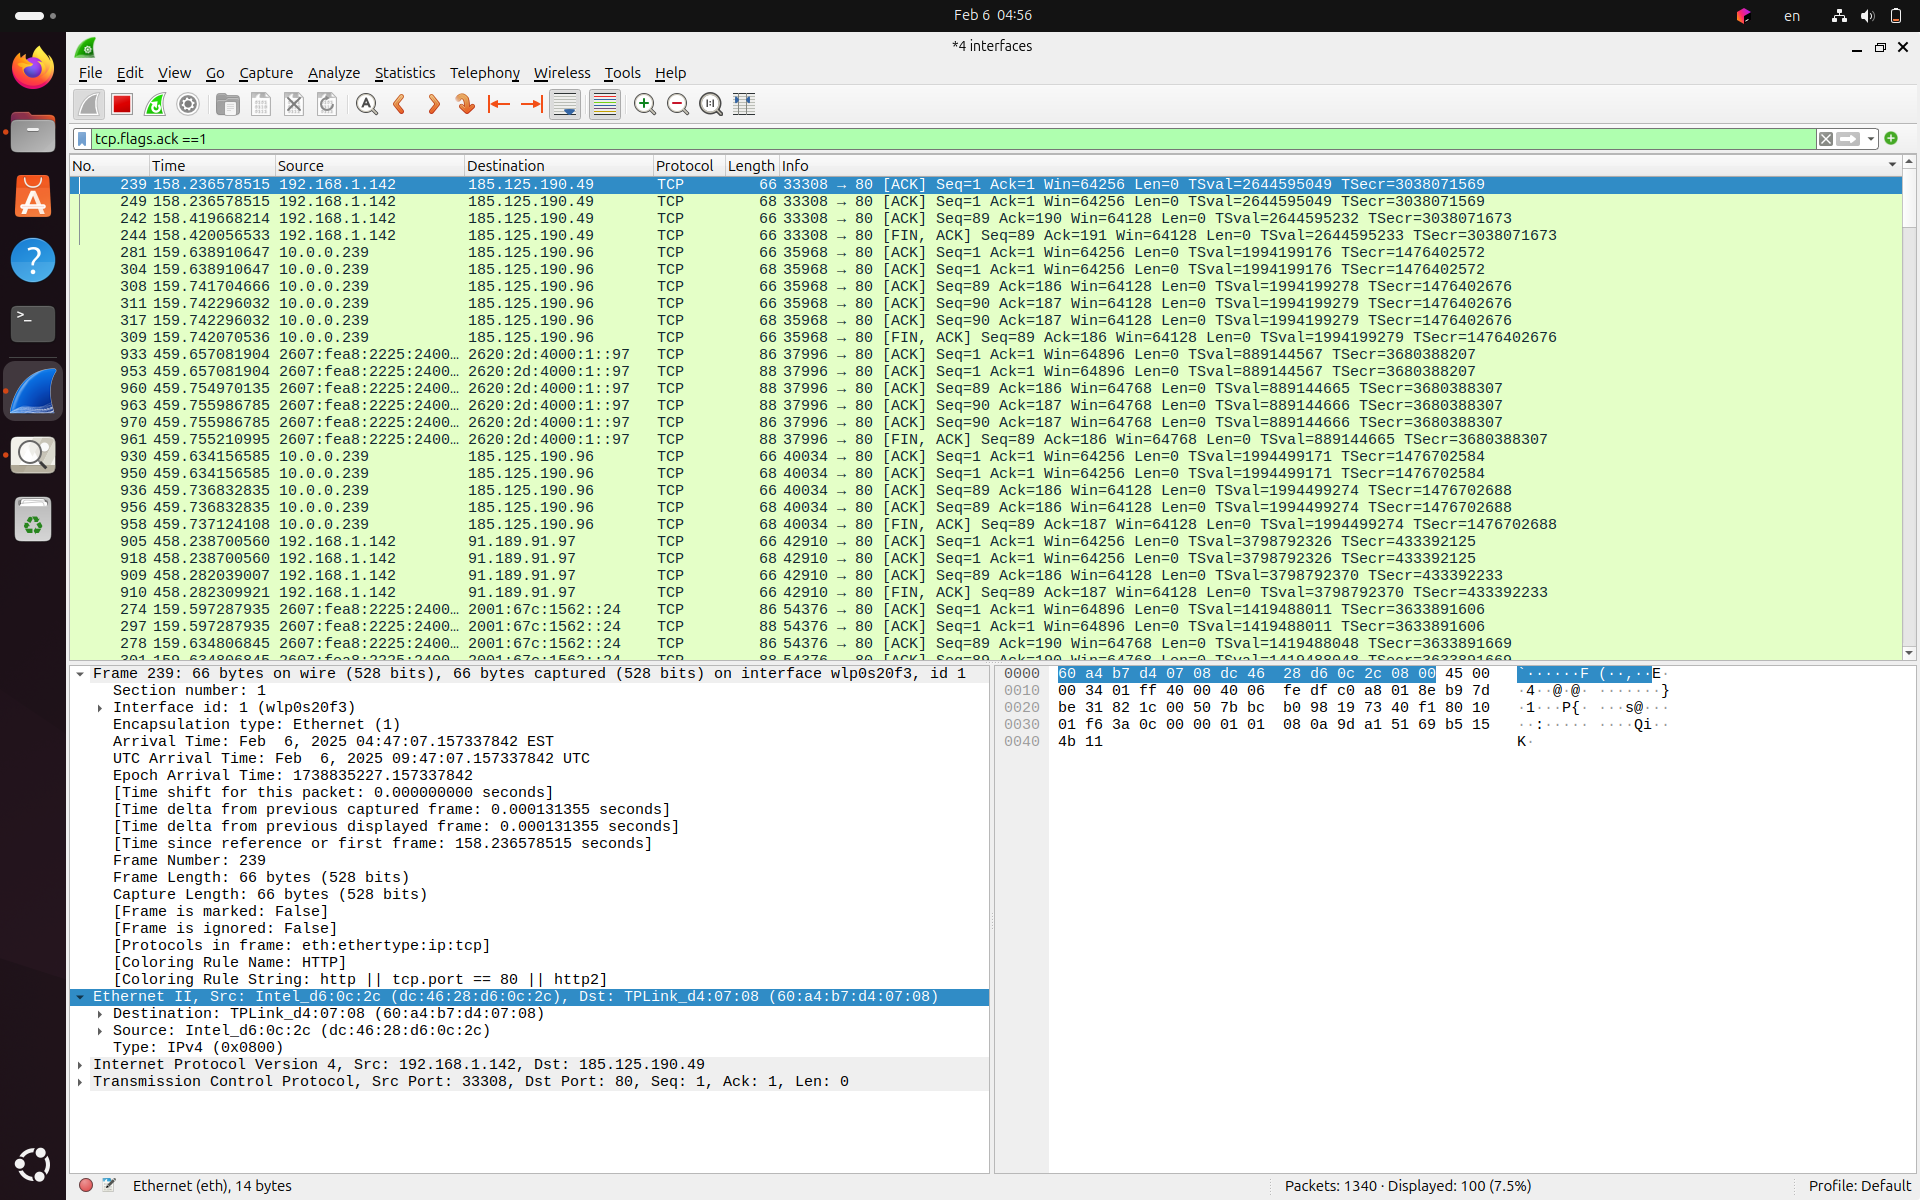 Feb 6 04:56
en
*4 interfaces
File Edit View Go Capture Analyze Statistics Telephony Wireless Tools Help
tcp.flags.ack ==1
No. Time Source Destination Protocol Length Info
239 158.236578515 192.168.1.142 185.125.190.49 TCP 66 33308 → 80 [ACK] Seq=1 Ack=1 Win=64256 Len=0 TSval=2644595049 TSecr=3038071569
249 158.236578515 192.168.1.142 185.125.190.49 TCP 68 33308 → 80 [ACK] Seq=1 Ack=1 Win=64256 Len=0 TSval=2644595049 TSecr=3038071569
242 158.419668214 192.168.1.142 185.125.190.49 TCP 66 33308 → 80 [ACK] Seq=89 Ack=190 Win=64128 Len=0 TSval=2644595232 TSecr=3038071673
244 158.420056533 192.168.1.142 185.125.190.49 TCP 66 33308 → 80 [FIN, ACK] Seq=89 Ack=191 Win=64128 Len=0 TSval=2644595233 TSecr=3038071673
281 159.638910647 10.0.0.239 185.125.190.96 TCP 66 35968 → 80 [ACK] Seq=1 Ack=1 Win=64256 Len=0 TSval=1994199176 TSecr=1476402572
304 159.638910647 10.0.0.239 185.125.190.96 TCP 68 35968 → 80 [ACK] Seq=1 Ack=1 Win=64256 Len=0 TSval=1994199176 TSecr=1476402572
308 159.741704666 10.0.0.239 185.125.190.96 TCP 66 35968 → 80 [ACK] Seq=89 Ack=186 Win=64128 Len=0 TSval=1994199278 TSecr=1476402676
311 159.742296032 10.0.0.239 185.125.190.96 TCP 66 35968 → 80 [ACK] Seq=90 Ack=187 Win=64128 Len=0 TSval=1994199279 TSecr=1476402676
317 159.742296032 10.0.0.239 185.125.190.96 TCP 68 35968 → 80 [ACK] Seq=90 Ack=187 Win=64128 Len=0 TSval=1994199279 TSecr=1476402676
309 159.742070536 10.0.0.239 185.125.190.96 TCP 66 35968 → 80 [FIN, ACK] Seq=89 Ack=186 Win=64128 Len=0 TSval=1994199279 TSecr=1476402676
933 459.657081904 2607:fea8:2225:2400… 2620:2d:4000:1::97 TCP 86 37996 → 80 [ACK] Seq=1 Ack=1 Win=64896 Len=0 TSval=889144567 TSecr=3680388207
953 459.657081904 2607:fea8:2225:2400… 2620:2d:4000:1::97 TCP 88 37996 → 80 [ACK] Seq=1 Ack=1 Win=64896 Len=0 TSval=889144567 TSecr=3680388207
960 459.754970135 2607:fea8:2225:2400… 2620:2d:4000:1::97 TCP 88 37996 → 80 [ACK] Seq=89 Ack=186 Win=64768 Len=0 TSval=889144665 TSecr=3680388307
963 459.755986785 2607:fea8:2225:2400… 2620:2d:4000:1::97 TCP 88 37996 → 80 [ACK] Seq=90 Ack=187 Win=64768 Len=0 TSval=889144666 TSecr=3680388307
970 459.755986785 2607:fea8:2225:2400… 2620:2d:4000:1::97 TCP 86 37996 → 80 [ACK] Seq=90 Ack=187 Win=64768 Len=0 TSval=889144666 TSecr=3680388307
961 459.755210995 2607:fea8:2225:2400… 2620:2d:4000:1::97 TCP 88 37996 → 80 [FIN, ACK] Seq=89 Ack=186 Win=64768 Len=0 TSval=889144665 TSecr=3680388307
930 459.634156585 10.0.0.239 185.125.190.96 TCP 66 40034 → 80 [ACK] Seq=1 Ack=1 Win=64256 Len=0 TSval=1994499171 TSecr=1476702584
950 459.634156585 10.0.0.239 185.125.190.96 TCP 68 40034 → 80 [ACK] Seq=1 Ack=1 Win=64256 Len=0 TSval=1994499171 TSecr=1476702584
936 459.736832835 10.0.0.239 185.125.190.96 TCP 66 40034 → 80 [ACK] Seq=89 Ack=186 Win=64128 Len=0 TSval=1994499274 TSecr=1476702688
956 459.736832835 10.0.0.239 185.125.190.96 TCP 68 40034 → 80 [ACK] Seq=89 Ack=186 Win=64128 Len=0 TSval=1994499274 TSecr=1476702688
958 459.737124108 10.0.0.239 185.125.190.96 TCP 68 40034 → 80 [FIN, ACK] Seq=89 Ack=187 Win=64128 Len=0 TSval=1994499274 TSecr=1476702688
905 458.238700560 192.168.1.142 91.189.91.97 TCP 66 42910 → 80 [ACK] Seq=1 Ack=1 Win=64256 Len=0 TSval=3798792326 TSecr=433392125
918 458.238700560 192.168.1.142 91.189.91.97 TCP 68 42910 → 80 [ACK] Seq=1 Ack=1 Win=64256 Len=0 TSval=3798792326 TSecr=433392125
909 458.282039007 192.168.1.142 91.189.91.97 TCP 66 42910 → 80 [ACK] Seq=89 Ack=186 Win=64128 Len=0 TSval=3798792370 TSecr=433392233
910 458.282309921 192.168.1.142 91.189.91.97 TCP 66 42910 → 80 [FIN, ACK] Seq=89 Ack=187 Win=64128 Len=0 TSval=3798792370 TSecr=433392233
274 159.597287935 2607:fea8:2225:2400… 2001:67c:1562::24 TCP 86 54376 → 80 [ACK] Seq=1 Ack=1 Win=64896 Len=0 TSval=1419488011 TSecr=3633891606
297 159.597287935 2607:fea8:2225:2400… 2001:67c:1562::24 TCP 88 54376 → 80 [ACK] Seq=1 Ack=1 Win=64896 Len=0 TSval=1419488011 TSecr=3633891606
278 159.634806845 2607:fea8:2225:2400… 2001:67c:1562::24 TCP 86 54376 → 80 [ACK] Seq=89 Ack=190 Win=64768 Len=0 TSval=1419488048 TSecr=3633891669
301 159.634806845 2607:fea8:2225:2400… 2001:67c:1562::24 TCP 88 54376 → 80 [ACK] Seq=89 Ack=190 Win=64768 Len=0 TSval=1419488048 TSecr=3633891669
Frame 239: 66 bytes on wire (528 bits), 66 bytes captured (528 bits) on interface wlp0s20f3, id 1
Section number: 1
Interface id: 1 (wlp0s20f3)
Encapsulation type: Ethernet (1)
Arrival Time: Feb  6, 2025 04:47:07.157337842 EST
UTC Arrival Time: Feb  6, 2025 09:47:07.157337842 UTC
Epoch Arrival Time: 1738835227.157337842
[Time shift for this packet: 0.000000000 seconds]
[Time delta from previous captured frame: 0.000131355 seconds]
[Time delta from previous displayed frame: 0.000131355 seconds]
[Time since reference or first frame: 158.236578515 seconds]
Frame Number: 239
Frame Length: 66 bytes (528 bits)
Capture Length: 66 bytes (528 bits)
[Frame is marked: False]
[Frame is ignored: False]
[Protocols in frame: eth:ethertype:ip:tcp]
[Coloring Rule Name: HTTP]
[Coloring Rule String: http || tcp.port == 80 || http2]
Ethernet II, Src: Intel_d6:0c:2c (dc:46:28:d6:0c:2c), Dst: TPLink_d4:07:08 (60:a4:b7:d4:07:08)
Destination: TPLink_d4:07:08 (60:a4:b7:d4:07:08)
Source: Intel_d6:0c:2c (dc:46:28:d6:0c:2c)
Type: IPv4 (0x0800)
Internet Protocol Version 4, Src: 192.168.1.142, Dst: 185.125.190.49
Transmission Control Protocol, Src Port: 33308, Dst Port: 80, Seq: 1, Ack: 1, Len: 0
0000 60 a4 b7 d4 07 08 dc 46 28 d6 0c 2c 08 00 45 00 `······F (··,··E·
0010 00 34 01 ff 40 00 40 06 fe df c0 a8 01 8e b9 7d ·4··@·@· ·······}
0020 be 31 82 1c 00 50 7b bc b0 98 19 73 40 f1 80 10 ·1···P{· ···s@···
0030 01 f6 3a 0c 00 00 01 01 08 0a 9d a1 51 69 b5 15 ··:····· ····Qi··
0040 4b 11 K·
Ethernet (eth), 14 bytes
Packets: 1340 · Displayed: 100 (7.5%)
Profile: Default